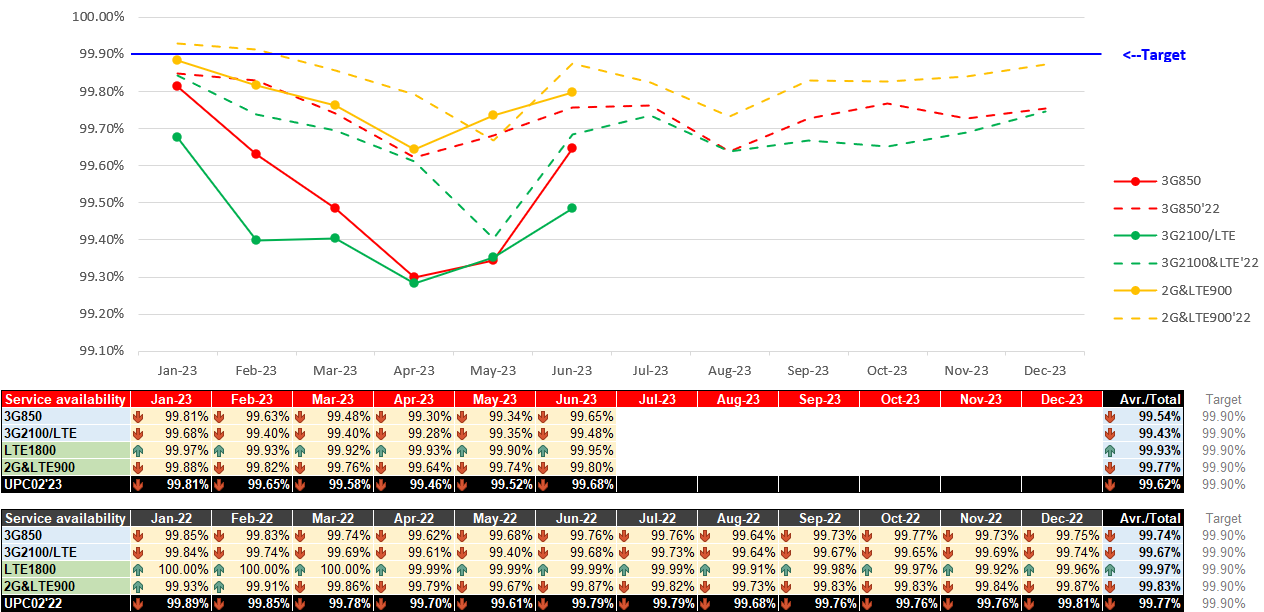 100.00%
99.90%
<--Target
99.80%
99.70%
99.60%
99.50%
99.40%
99.30%
99.20%
99.10%
3G850
3G850'22
3G2100/LTE
3G2100&LTE'22
2G&LTE900
2G&LTE900'22
Jan-23 Feb-23 Mar-23 Apr-23 May-23 Jun-23 Jul-23 Aug-23 Sep-23 Oct-23 Nov-23 Dec-23
Service availability Jan-23 Feb-23 Mar-23 Apr-23 May-23 Jun-23 Jul-23 Aug-23 Sep-23 Oct-23 Nov-23 Dec-23 Avr./Total Target
3G850 99.81% 99.63% 99.48% 99.30% 99.34% 99.65% 99.54% 99.90%
3G2100/LTE 99.68% 99.40% 99.40% 99.28% 99.35% 99.48% 99.43% 99.90%
LTE1800 99.97% 99.93% 99.92% 99.93% 99.90% 99.95% 99.93% 99.90%
2G&LTE900 99.88% 99.82% 99.76% 99.64% 99.74% 99.80% 99.77% 99.90%
UPC02'23 99.81% 99.65% 99.58% 99.46% 99.52% 99.68% 99.62% 99.90%
Service availability Jan-22 Feb-22 Mar-22 Apr-22 May-22 Jun-22 Jul-22 Aug-22 Sep-22 Oct-22 Nov-22 Dec-22 Avr./Total Target
3G850 99.85% 99.83% 99.74% 99.62% 99.68% 99.76% 99.76% 99.64% 99.73% 99.77% 99.73% 99.75% 99.74% 99.90%
3G2100/LTE 99.84% 99.74% 99.69% 99.61% 99.40% 99.68% 99.73% 99.64% 99.67% 99.65% 99.69% 99.74% 99.67% 99.90%
LTE1800 100.00% 100.00% 100.00% 99.99% 99.99% 99.99% 99.99% 99.91% 99.98% 99.97% 99.92% 99.96% 99.97% 99.90%
2G&LTE900 99.93% 99.91% 99.86% 99.79% 99.67% 99.87% 99.82% 99.73% 99.83% 99.83% 99.84% 99.87% 99.83% 99.90%
UPC02'22 99.89% 99.85% 99.78% 99.70% 99.61% 99.79% 99.79% 99.68% 99.76% 99.76% 99.76% 99.81% 99.77% 99.90%